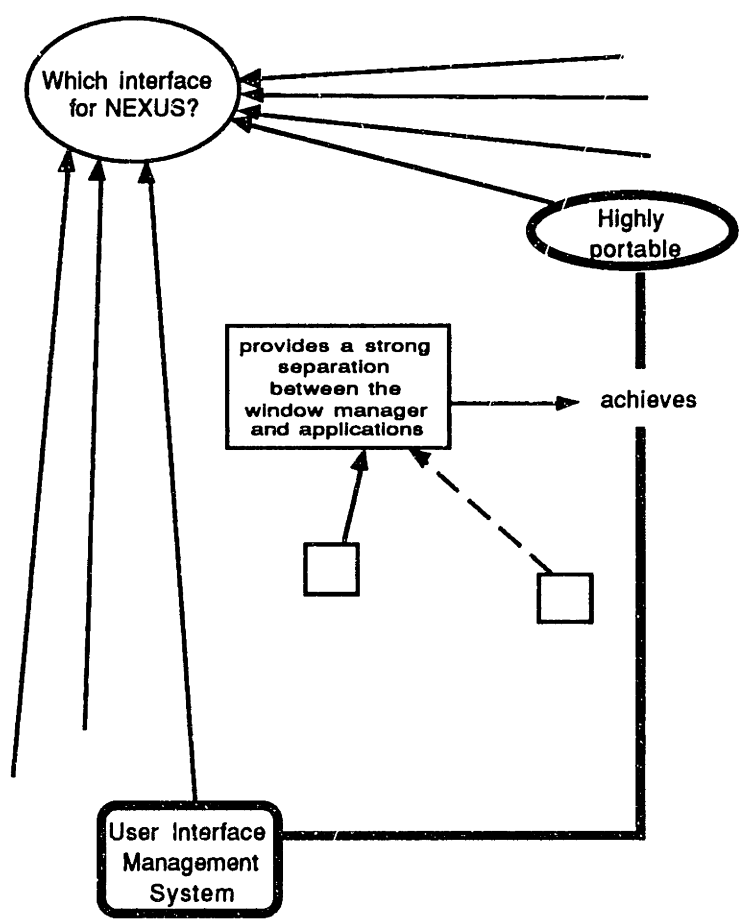 Which interface
for NEXUS?
Highly
portable
provides a strong
separation
between the
window manager
and applications
achieves
User Interface
Management
System